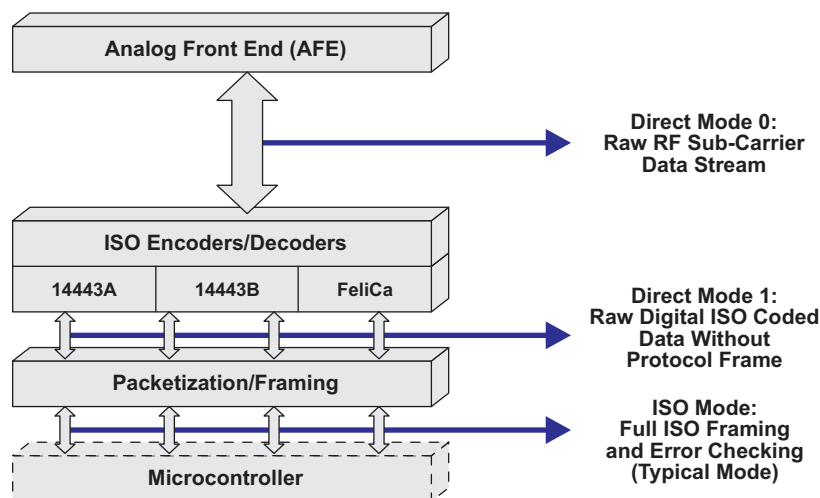 Analog Front End (AFE)
Direct Mode 0:
Raw RF Sub-Carrier
Data Stream
ISO Encoders/Decoders
14443A
14443B
FeliCa
Direct Mode 1:
Raw Digital ISO Coded
Data Without
Protocol Frame
Packetization/Framing
ISO Mode:
Full ISO Framing
and Error Checking
(Typical Mode)
Microcontroller